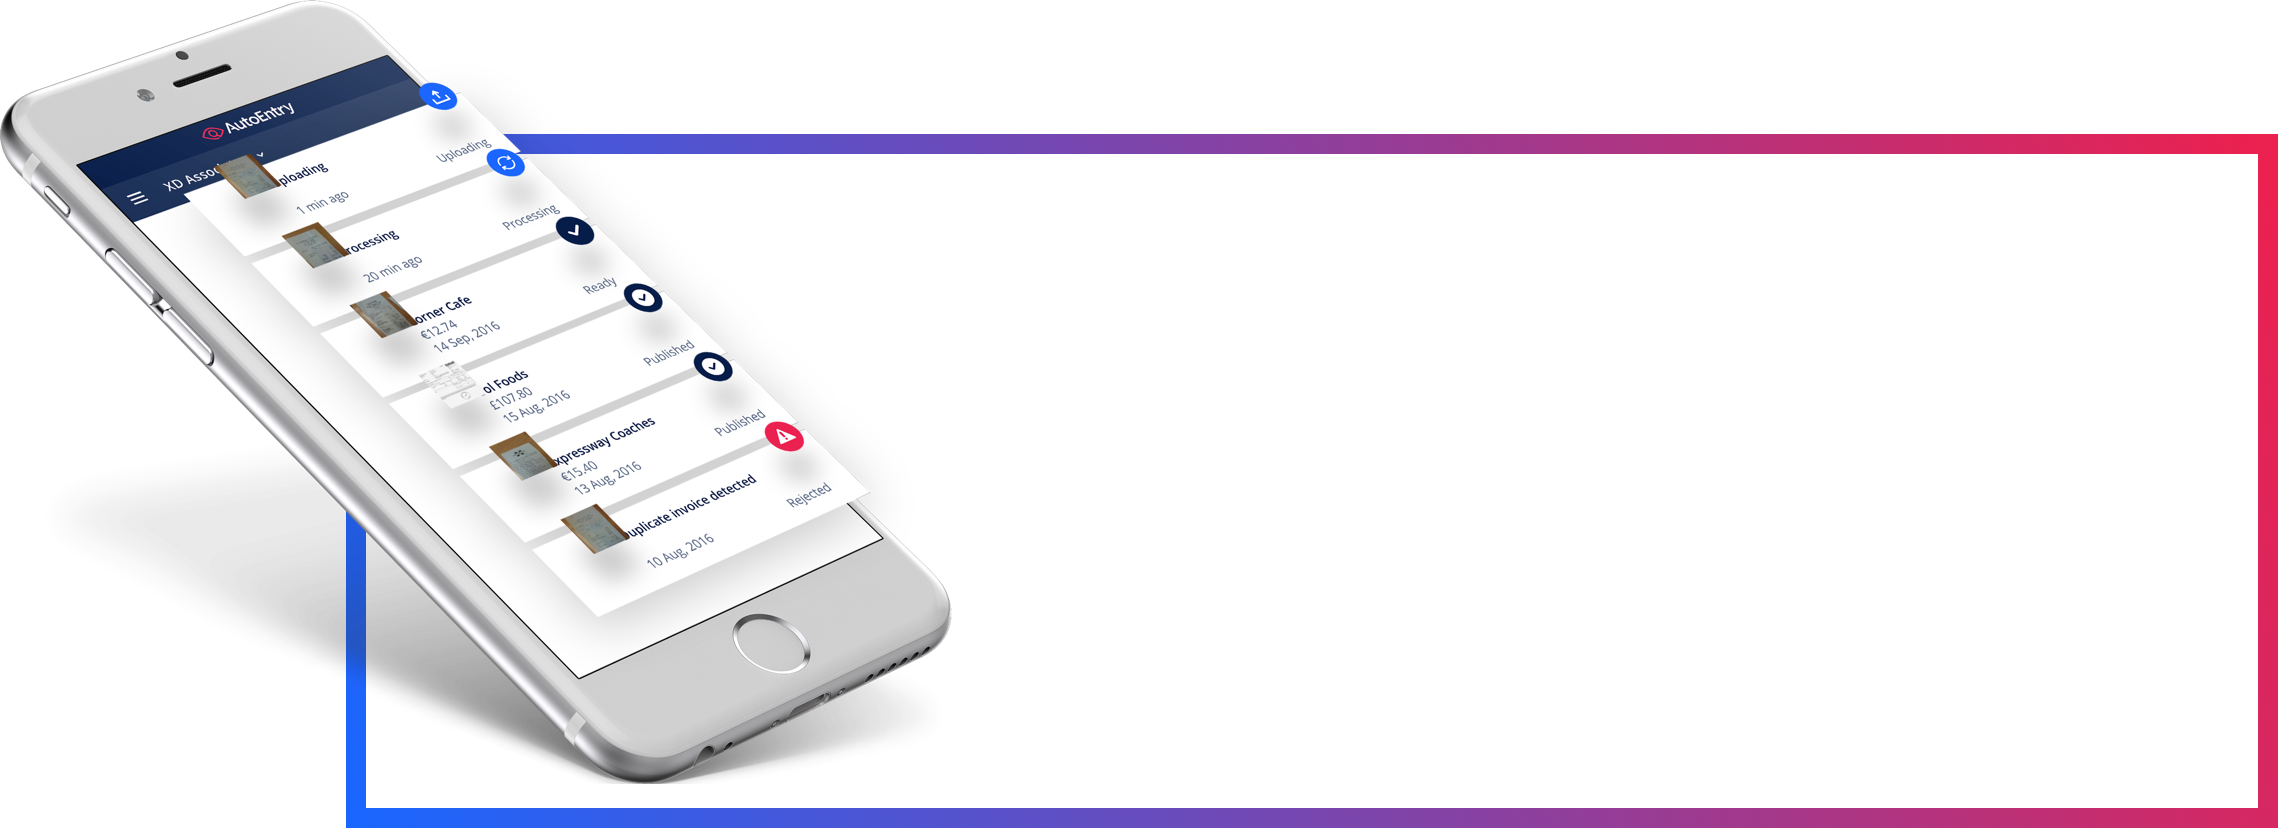 AutoEntry
XD Assoc
ploading
1 min ago
Uploading
rocessing
20 min ago
Processing
orner Cafe
€12.74
14 Sep, 2016
Ready
ol Foods
£107.80
15 Aug, 2016
Published
xpressway Coaches
€15.40
13 Aug, 2016
Published
uplicate invoice detected
10 Aug, 2016
Rejected